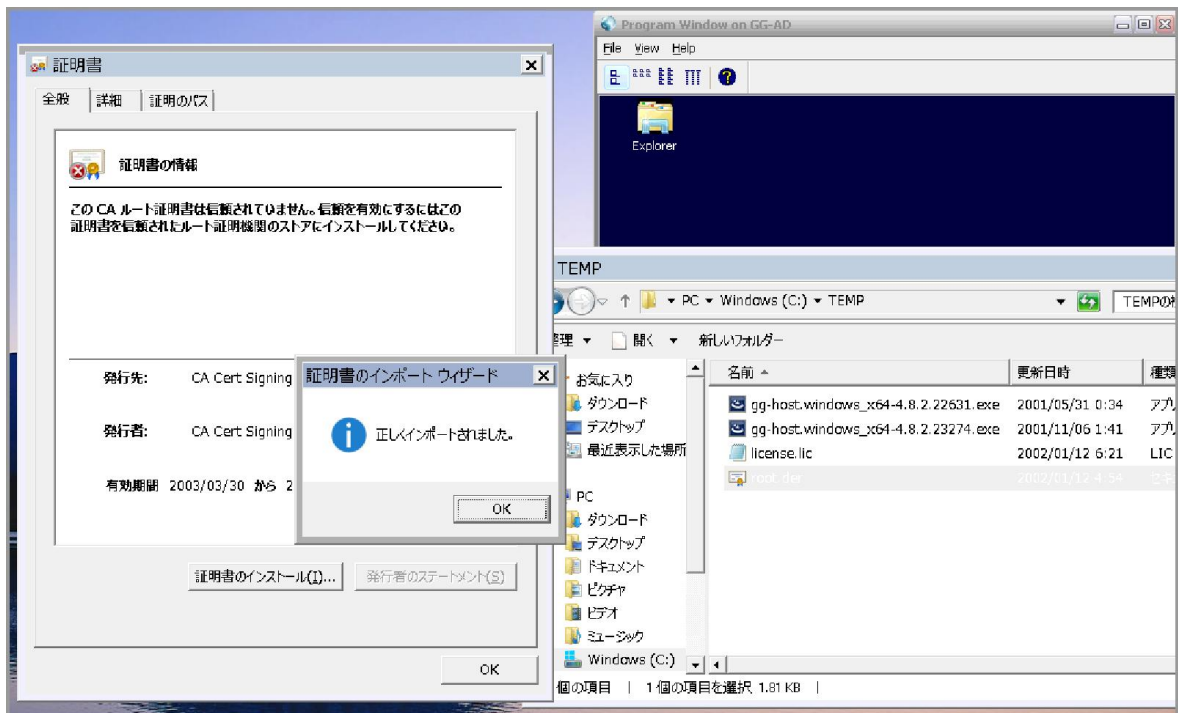 証明書
全般 詳細 証明のパス
証明書の情報
この CA ルート証明書は信頼されていません。信頼を有効にするにはこの
証明書を信頼されたルート証明機関のストアにインストールしてください。
発行先: CA Cert Signing
発行者: CA Cert Signing
有効期間 2003/03/30 から 2
証明書のインストール(I)... 発行者のステートメント(S)
OK
証明書のインポート ウィザード
正しくインポートされました。
OK
Program Window on GG-AD
File View Help
Explorer
TEMP
PC Windows (C:) TEMP
TEMPの
整理 開く 新しいフォルダー
お気に入り
ダウンロード
デスクトップ
最近表示した場所
PC
ダウンロード
デスクトップ
ドキュメント
ピクチャ
ビデオ
ミュージック
Windows (C:)
名前 更新日時 種類
gg-host.windows_x64-4.8.2.22631.exe 2001/05/31 0:34 アプ
gg-host.windows_x64-4.8.2.23274.exe 2001/11/06 1:41 アプ
license.lic 2002/01/12 6:21 LIC
root.der 2002/01/12 4:54
個の項目 | 1 個の項目を選択 1.81 KB |